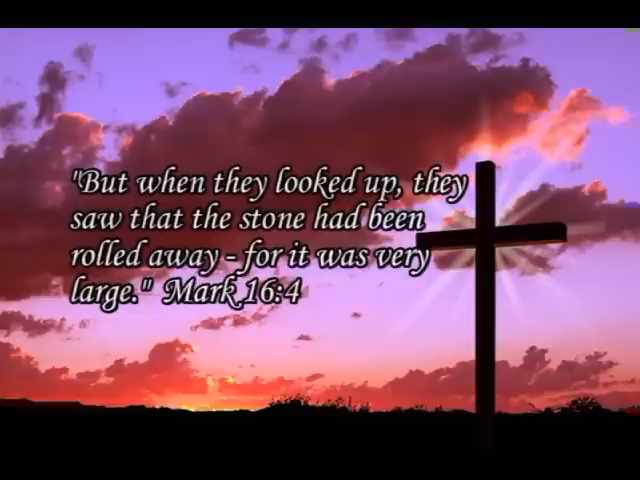 "But when they looked up, they
saw that the stone had been
rolled away - for it was very
large."  Mark 16:4